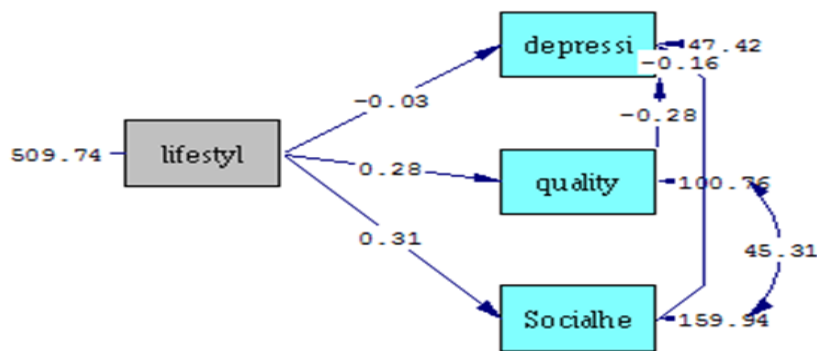 depressi
47.42
-0.16
-0.03
-0.28
509.74
lifestyl
0.28
quality
100.76
0.31
45.31
Socialhe
159.94